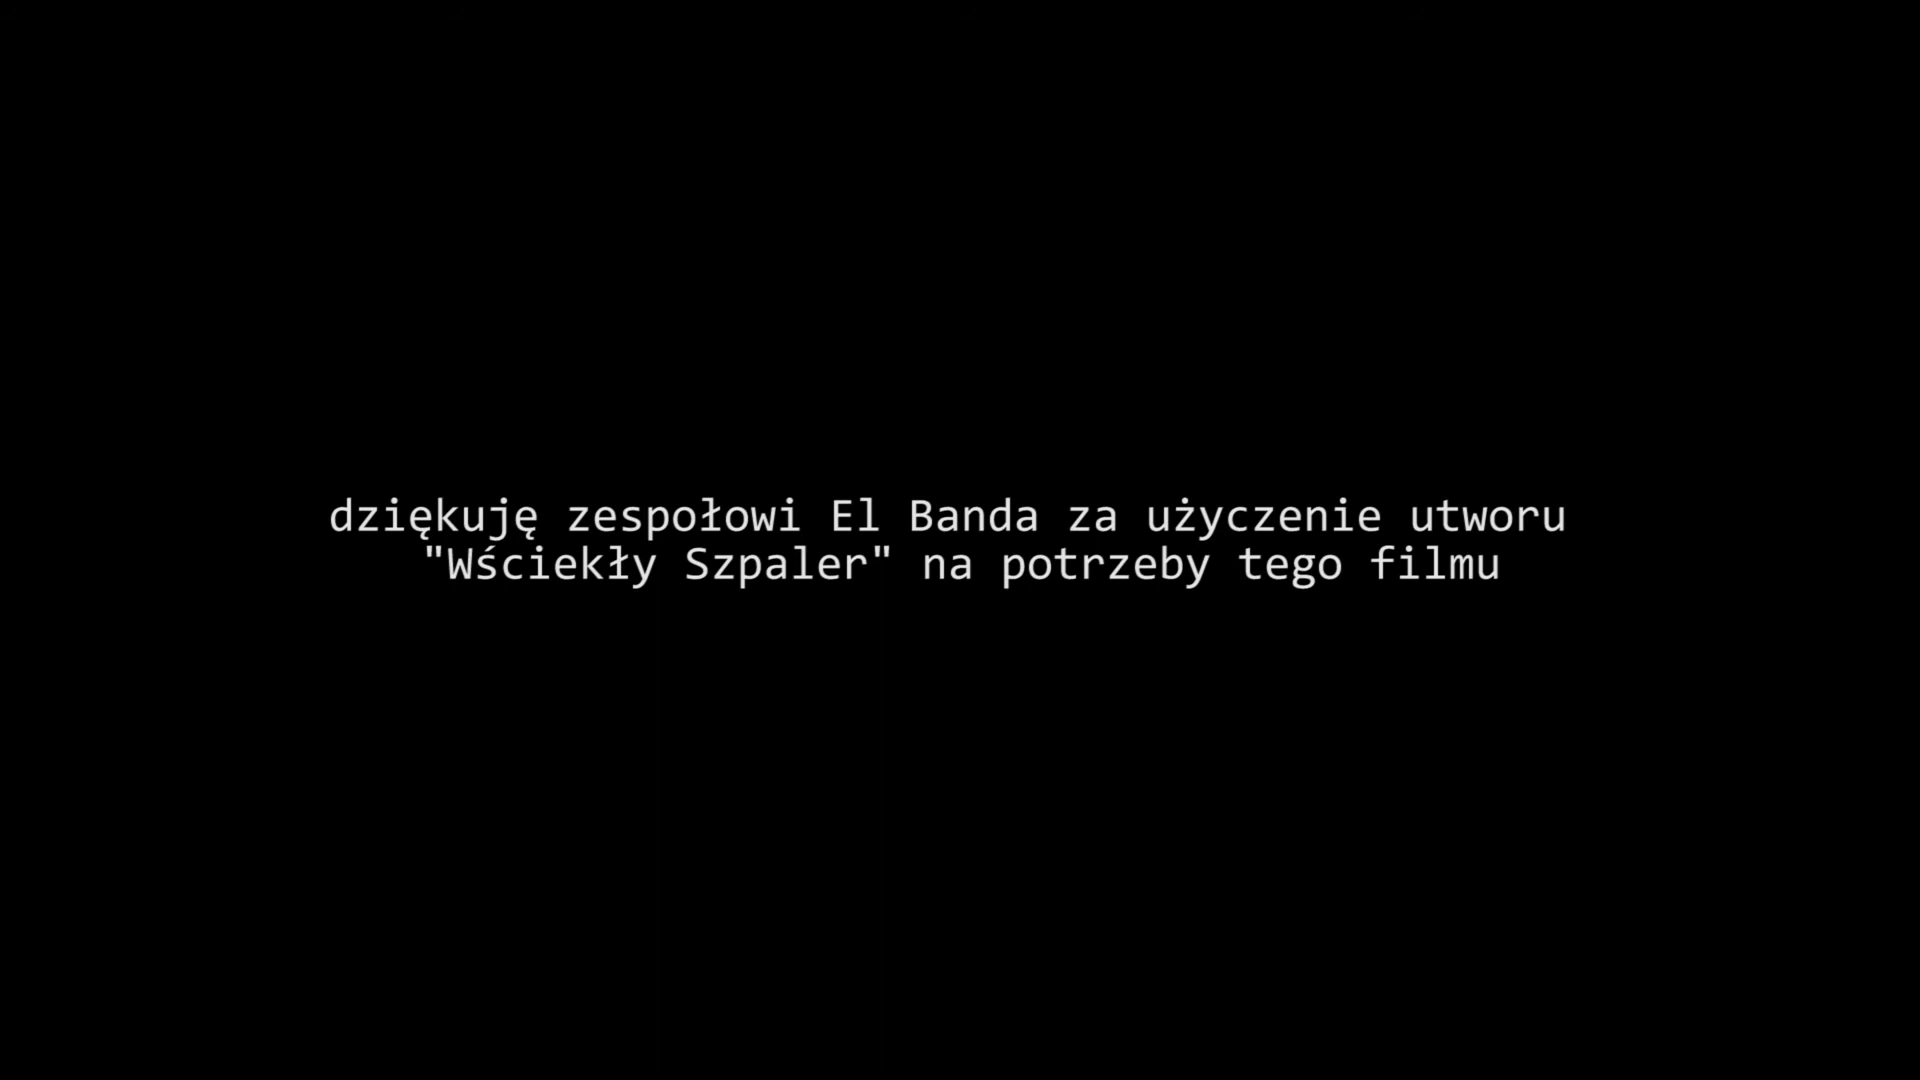 dziękuję zespołowi El Banda za użyczenie utworu
"Wściekły Szpaler" na potrzeby tego filmu